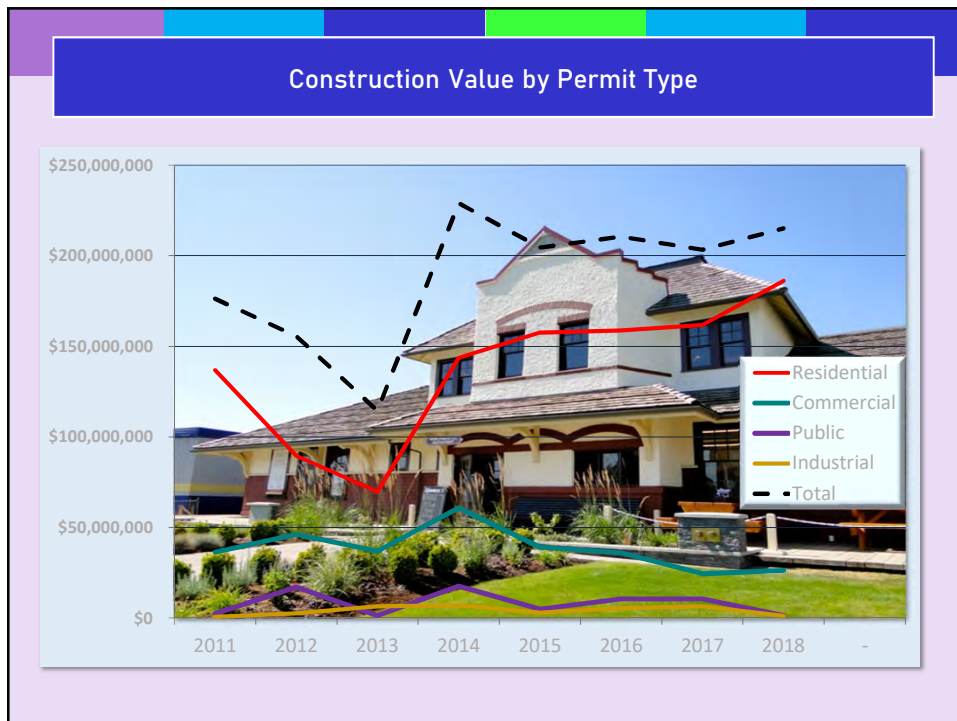 Construction Value by Permit Type
$250,000,000
$200,000,000
$150,000,000
$100,000,000
$50,000,000
$0
Residential
Commercial
Public
Industrial
Total
2011 2012 2013 2014 2015 2016 2017 2018 -